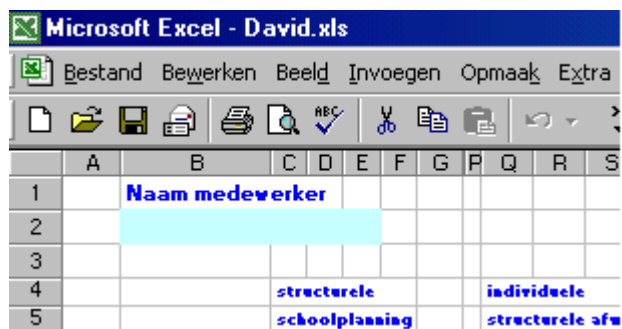 Microsoft Excel - David.xls
Bestand Bewerken Beeld Invoegen Opmaak Extra
ABC
A B C D E F G P Q R S
1 Naam medewerker
2
3
4 structurele individuele
5 schoolplanning structurele afw